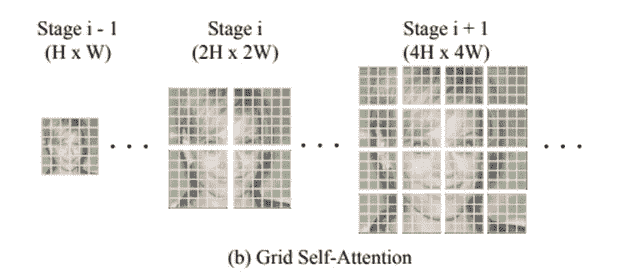 Stage i - 1
(H x W)
Stage i
(2H x 2W)
Stage i + 1
(4H x 4W)
(b) Grid Self-Attention